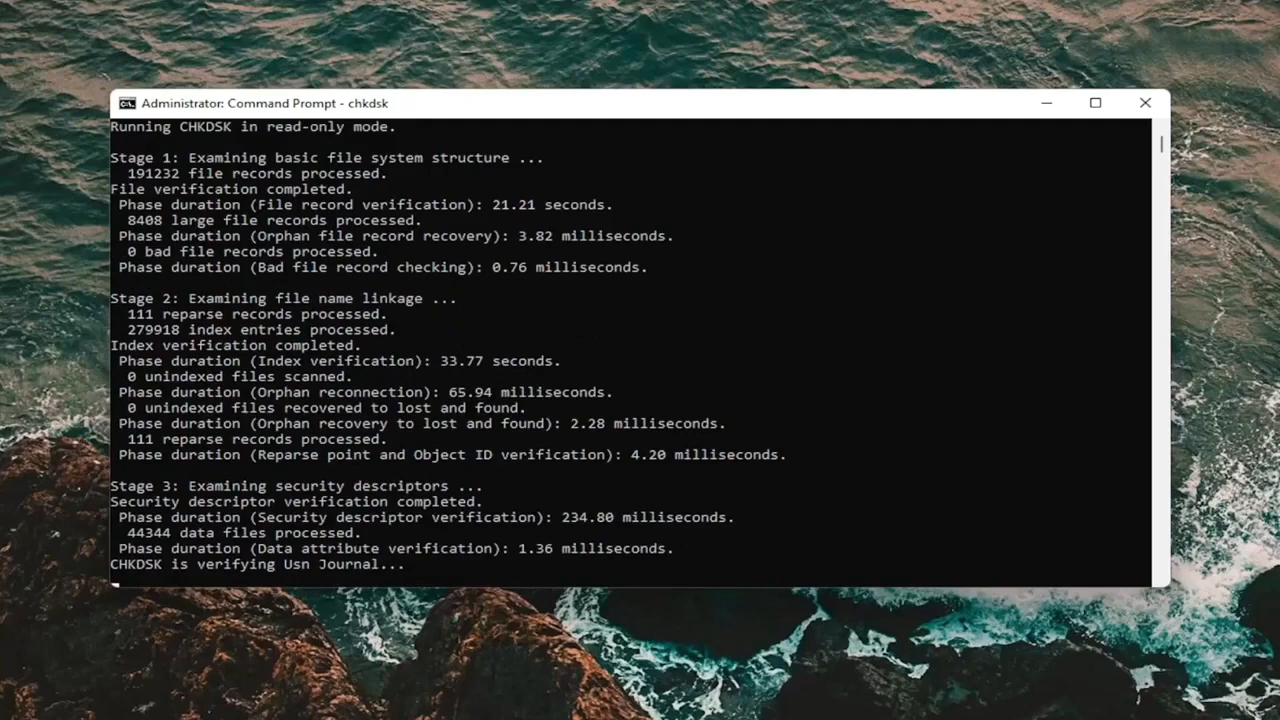 Administrator: Command Prompt - chkdsk
Running CHKDSK in read-only mode.
Stage 1: Examining basic file system structure ...
191232 file records processed.
File verification completed.
Phase duration (File record verification): 21.21 seconds.
8408 large file records processed.
Phase duration (Orphan file record recovery): 3.82 milliseconds.
0 bad file records processed.
Phase duration (Bad file record checking): 0.76 milliseconds.
Stage 2: Examining file name linkage ...
111 reparse records processed.
279918 index entries processed.
Index verification completed.
Phase duration (Index verification): 33.77 seconds.
0 unindexed files scanned.
Phase duration (Orphan reconnection): 65.94 milliseconds.
0 unindexed files recovered to lost and found.
Phase duration (Orphan recovery to lost and found): 2.28 milliseconds.
111 reparse records processed.
Phase duration (Reparse point and Object ID verification): 4.20 milliseconds.
Stage 3: Examining security descriptors ...
Security descriptor verification completed.
Phase duration (Security descriptor verification): 234.80 milliseconds.
44344 data files processed.
Phase duration (Data attribute verification): 1.36 milliseconds.
CHKDSK is verifying Usn Journal...